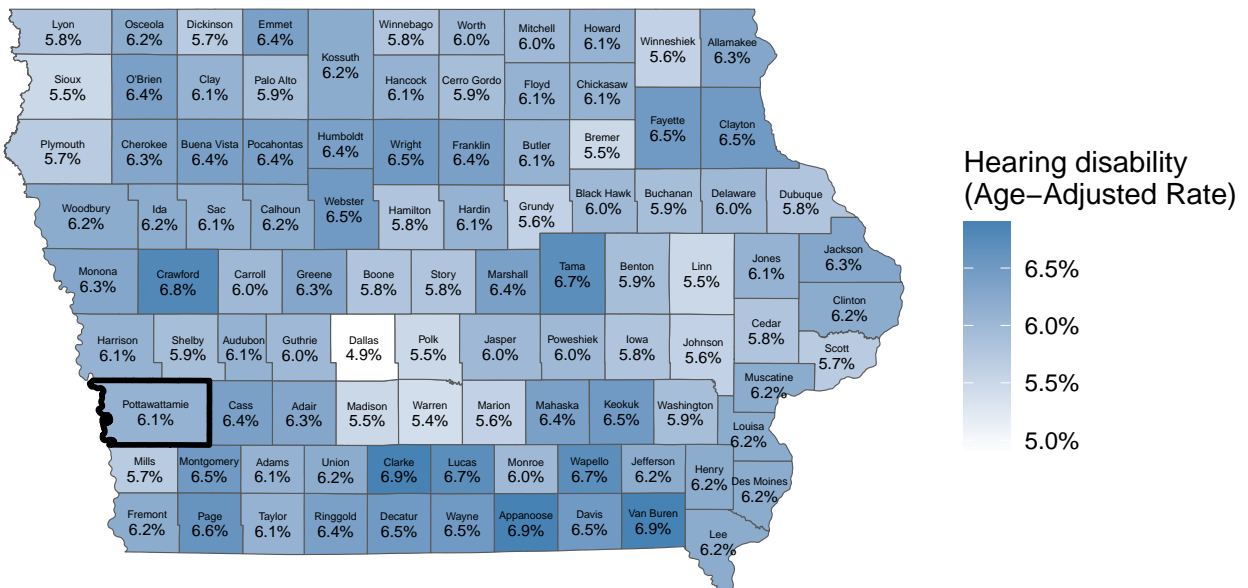 Lyon
5.8%
Osceola
6.2%
Dickinson
5.7%
Emmet
6.4%
Kossuth
6.2%
Winnebago
5.8%
Worth
6.0%
Mitchell
6.0%
Howard
6.1%
Winneshiek
5.6%
Allamakee
6.3%
Sioux
5.5%
O'Brien
6.4%
Clay
6.1%
Palo Alto
5.9%
Hancock
6.1%
Cerro Gordo
5.9%
Floyd
6.1%
Chickasaw
6.1%
Fayette
6.5%
Clayton
6.5%
Plymouth
5.7%
Cherokee
6.3%
Buena Vista
6.4%
Pocahontas
6.4%
Humboldt
6.4%
Wright
6.5%
Franklin
6.4%
Butler
6.1%
Bremer
5.5%
Woodbury
6.2%
Ida
6.2%
Sac
6.1%
Calhoun
6.2%
Webster
6.5%
Hamilton
5.8%
Hardin
6.1%
Grundy
5.6%
Black Hawk
6.0%
Buchanan
5.9%
Delaware
6.0%
Dubuque
5.8%
Monona
6.3%
Crawford
6.8%
Carroll
6.0%
Greene
6.3%
Boone
5.8%
Story
5.8%
Marshall
6.4%
Tama
6.7%
Benton
5.9%
Linn
5.5%
Jones
6.1%
Jackson
6.3%
Clinton
6.2%
Harrison
6.1%
Shelby
5.9%
Audubon
6.1%
Guthrie
6.0%
Dallas
4.9%
Polk
5.5%
Jasper
6.0%
Poweshiek
6.0%
Iowa
5.8%
Johnson
5.6%
Cedar
5.8%
Scott
5.7%
Muscatine
6.2%
Pottawattamie
6.1%
Cass
6.4%
Adair
6.3%
Madison
5.5%
Warren
5.4%
Marion
5.6%
Mahaska
6.4%
Keokuk
6.5%
Washington
5.9%
Louisa
6.2%
Mills
5.7%
Montgomery
6.5%
Adams
6.1%
Union
6.2%
Clarke
6.9%
Lucas
6.7%
Monroe
6.0%
Wapello
6.7%
Jefferson
6.2%
Henry
6.2%
Des Moines
6.2%
Fremont
6.2%
Page
6.6%
Taylor
6.1%
Ringgold
6.4%
Decatur
6.5%
Wayne
6.5%
Appanoose
6.9%
Davis
6.5%
Van Buren
6.9%
Lee
6.2%
Hearing disability
(Age−Adjusted Rate)
6.5%
6.0%
5.5%
5.0%